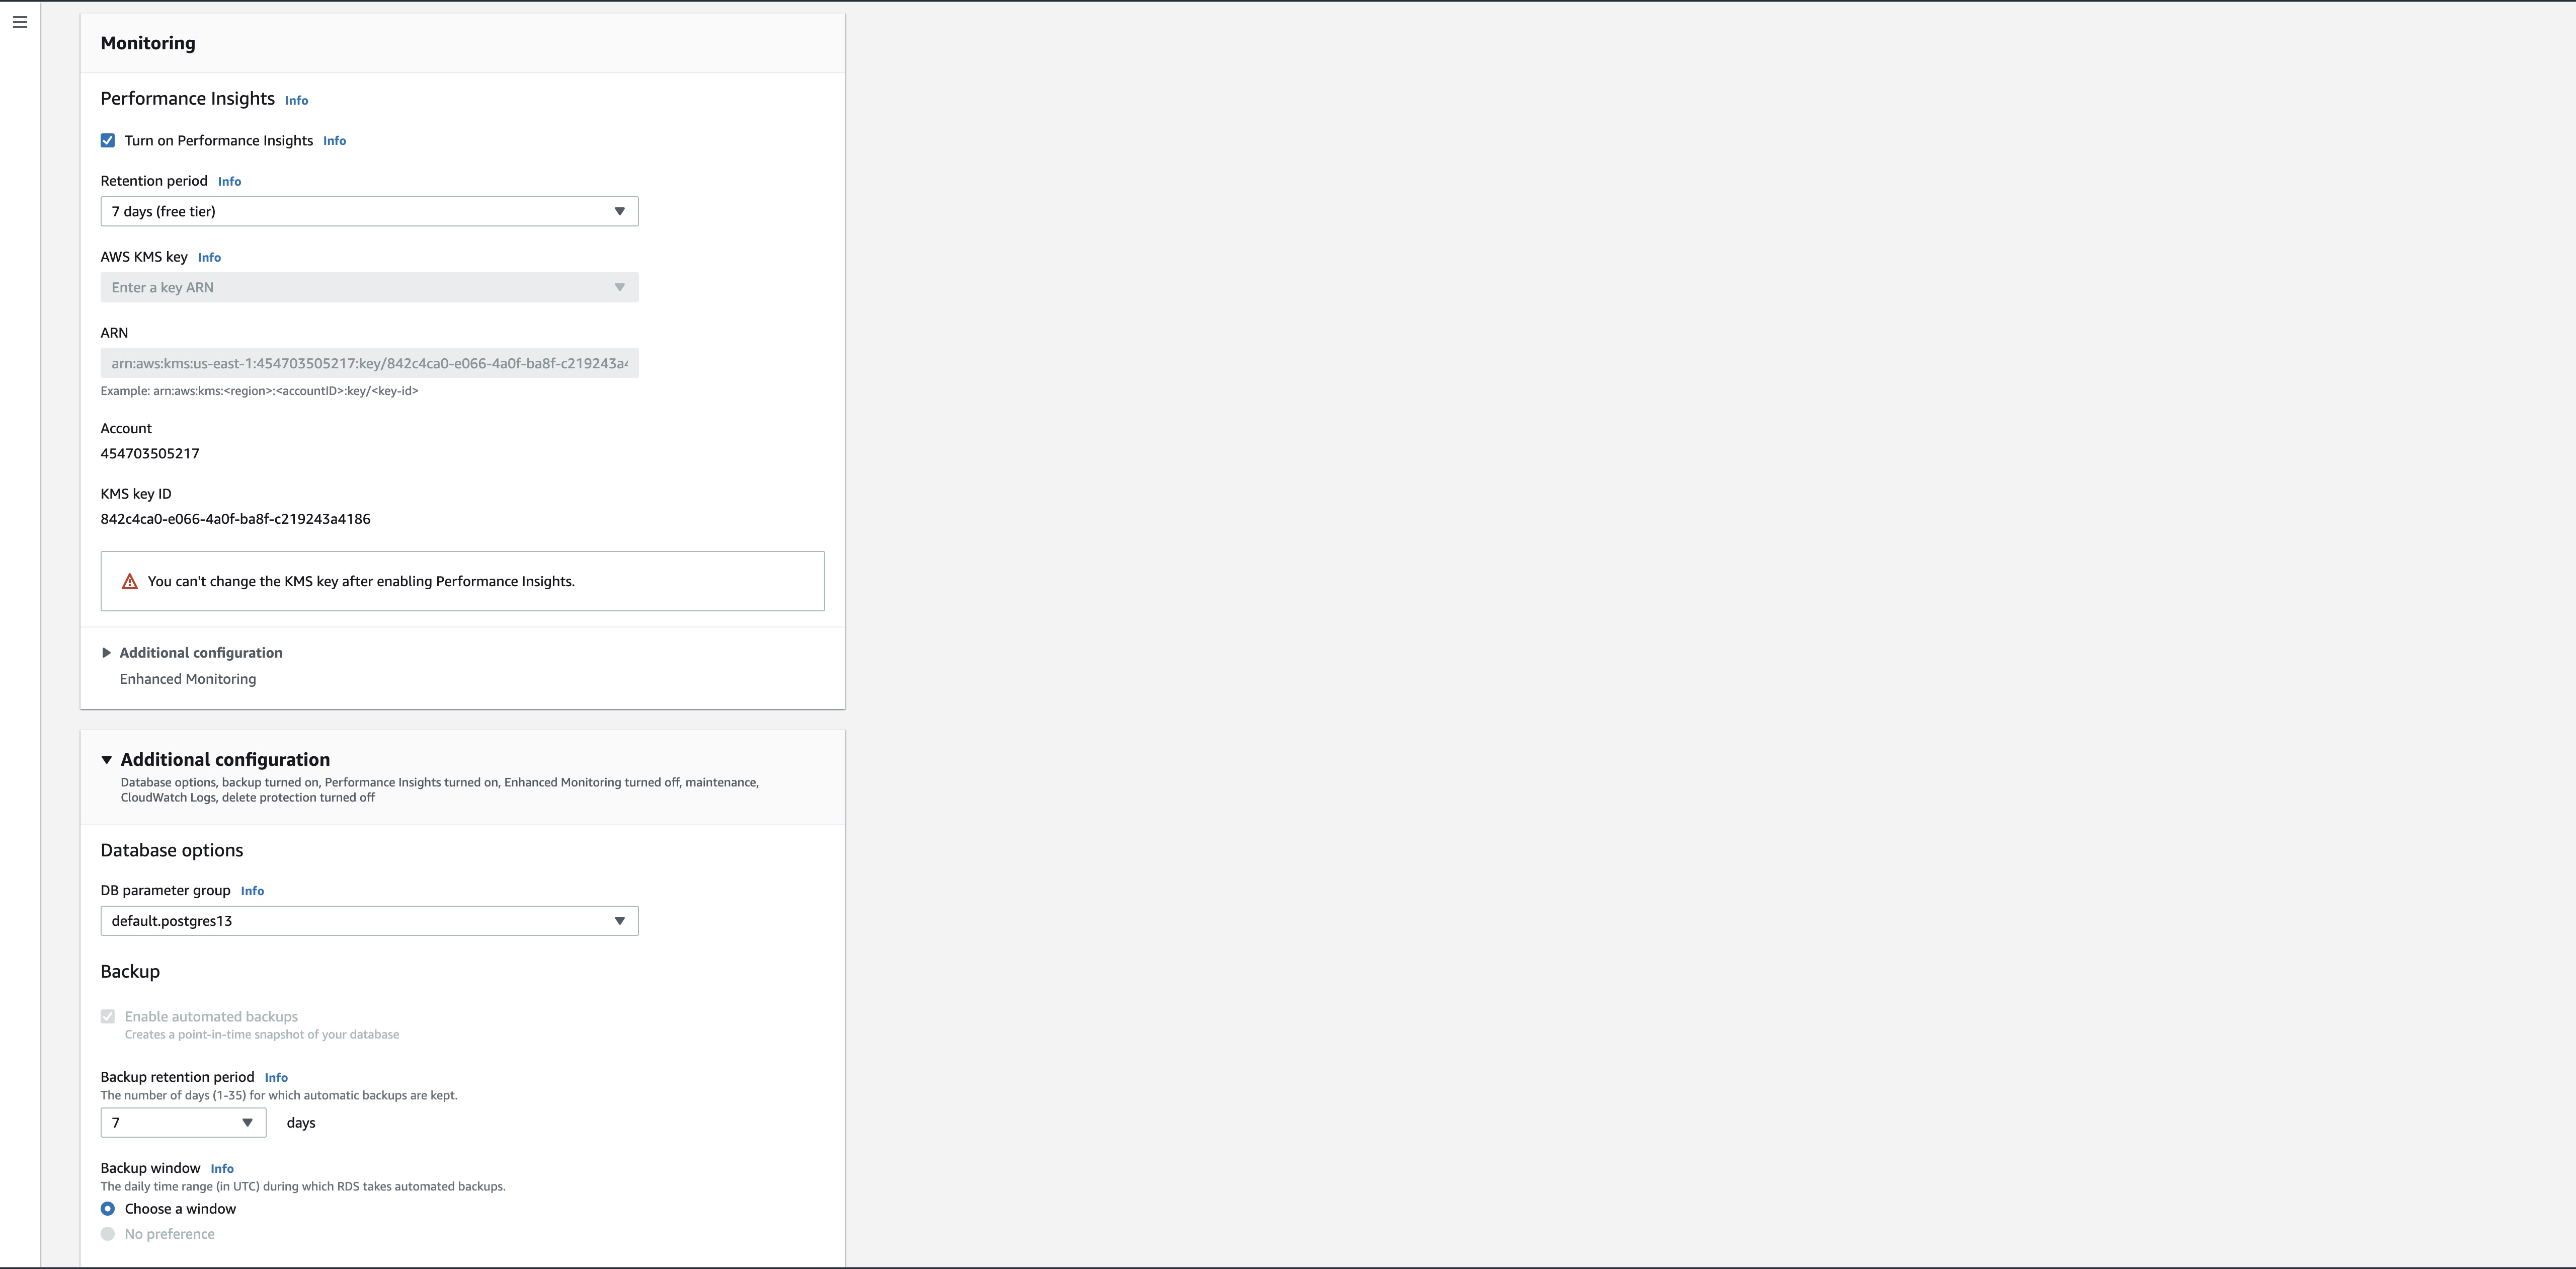 Monitoring
Performance Insights Info
Turn on Performance Insights Info
Retention period Info
7 days (free tier)
AWS KMS key Info
Enter a key ARN
ARN
arn:aws:kms:us-east-1:454703505217:key/842c4ca0-e066-4a0f-ba8f-c219243a4
Example: arn:aws:kms:<region>:<accountID>:key/<key-id>
Account
454703505217
KMS key ID
842c4ca0-e066-4a0f-ba8f-c219243a4186
You can't change the KMS key after enabling Performance Insights.
Additional configuration
Enhanced Monitoring
Additional configuration
Database options, backup turned on, Performance Insights turned on, Enhanced Monitoring turned off, maintenance,
CloudWatch Logs, delete protection turned off
Database options
DB parameter group Info
default.postgres13
Backup
Enable automated backups
Creates a point-in-time snapshot of your database
Backup retention period Info
The number of days (1-35) for which automatic backups are kept.
7 days
Backup window Info
The daily time range (in UTC) during which RDS takes automated backups.
Choose a window
No preference